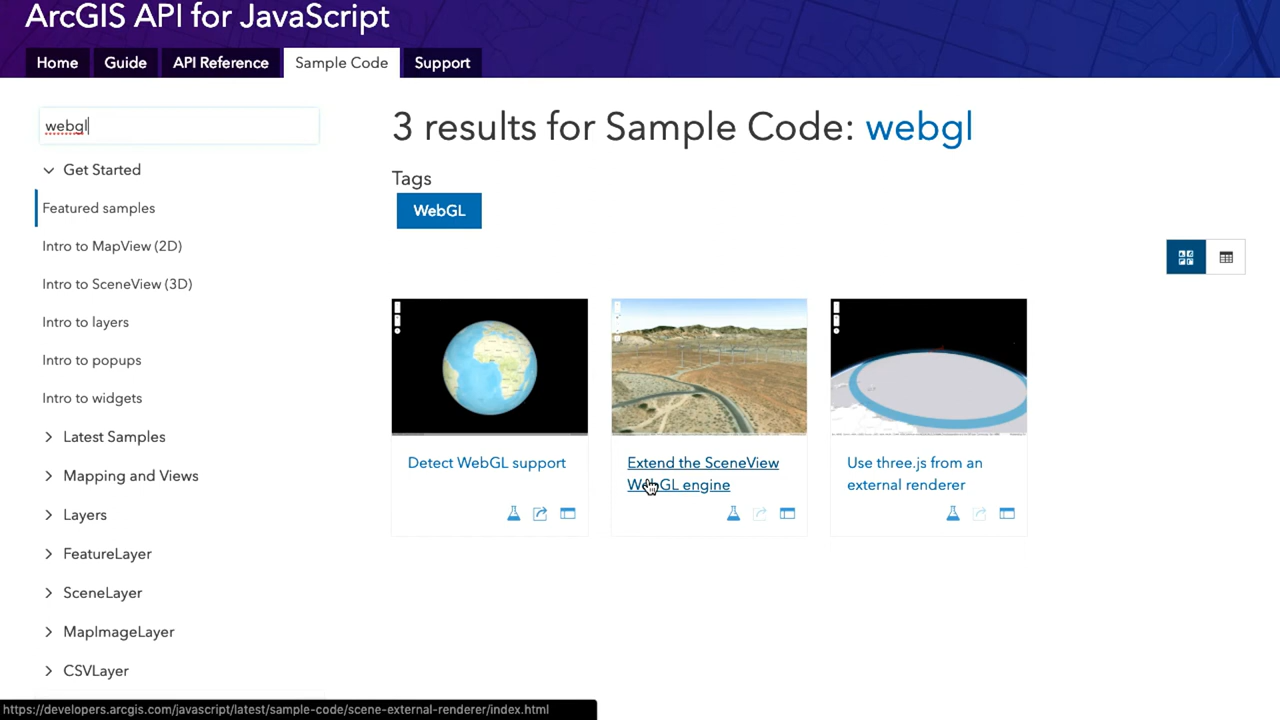 ArcGIS API for JavaScript
Home
Guide
API Reference
Sample Code
Support
webgl
Get Started
Featured samples
Intro to MapView (2D)
Intro to SceneView (3D)
Intro to layers
Intro to popups
Intro to widgets
Latest Samples
Mapping and Views
Layers
FeatureLayer
SceneLayer
MapImageLayer
CSVLayer
3 results for Sample Code: webgl
Tags
WebGL
Detect WebGL support
Extend the SceneView
WebGL engine
Use three.js from an
external renderer
https://developers.arcgis.com/javascript/latest/sample-code/scene-external-renderer/index.html